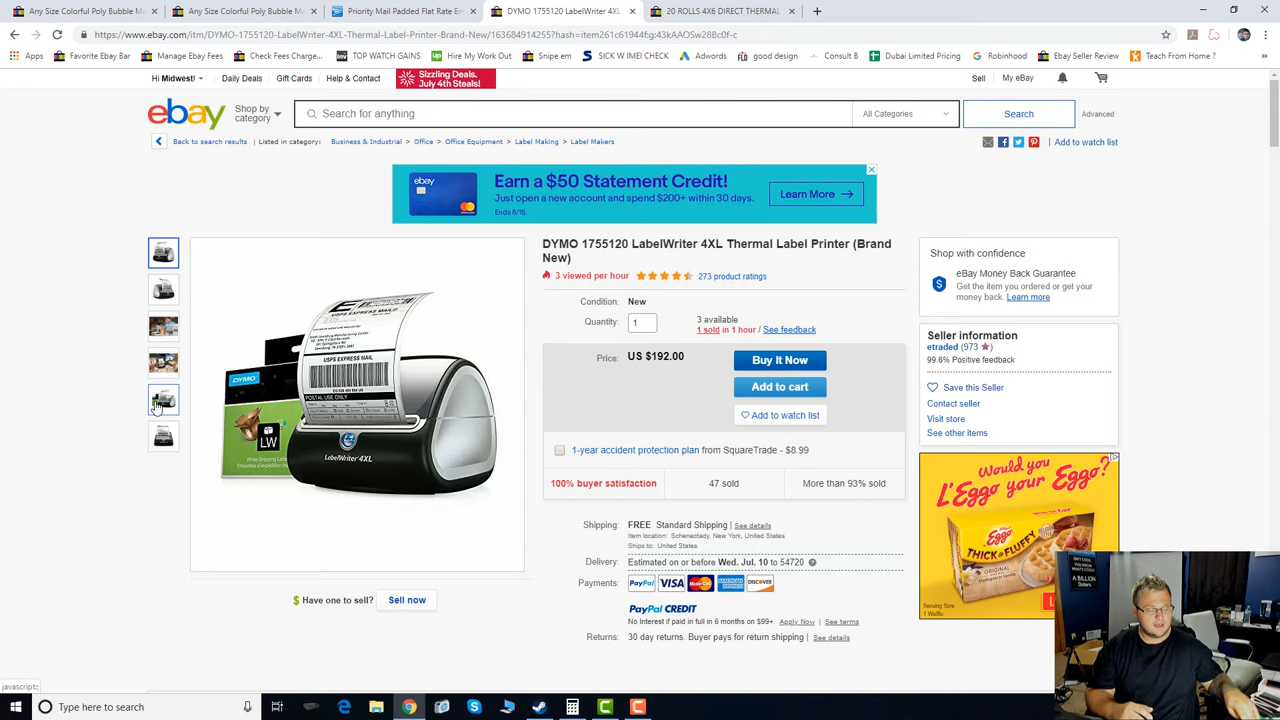 Any Size Colorful Poly Bubble M
Any Size Colorful Poly Bubble M
Priority Mail Padded Flat Rate En
DYMO 1755120 LabelWriter 4XL
20 ROLLS 4X6 DIRECT THERMAL
https://www.ebay.com/itm/DYMO-1755120-LabelWriter-4XL-Thermal-Label-Printer-Brand-New/163684914255?hash=item261c61944fg:43kAAOSw288c0f-c
Apps Favorite Ebay Bar Manage Ebay Fees Check Fees Charge... TOP WATCH GAINS Hire My Work Out Ebay Snipe em SICK W IMEI CHECK Adwords good design Consult B Dubai Limited Pricing Robinhood Ebay Seller Review Teach From Home ?
Hi Midwest! Daily Deals Gift Cards Help & Contact
Sizzling Deals.
July 4th Steals!
Sell My eBay
ebay
Shop by
category
Search for anything
All Categories
Search
Advanced
Back to search results | Listed in category: Business & Industrial > Office > Office Equipment > Label Making > Label Makers
| Add to watch list
ebay
Earn a $50 Statement Credit!
Just open a new account and spend $200+ within 30 days.
Ends 8/15.
Learn More →
DYMO 1755120 LabelWriter 4XL Thermal Label Printer (Brand
New)
3 viewed per hour
273 product ratings
Condition: New
Quantity: 1
3 available
1 sold in 1 hour / See feedback
Price: US $192.00
Buy It Now
Add to cart
Add to watch list
1-year accident protection plan from SquareTrade - $8.99
100% buyer satisfaction
47 sold
More than 93% sold
Shipping: FREE Standard Shipping | See details
Item location: Schenectady, New York, United States
Ships to: United States
Delivery: Estimated on or before Wed. Jul. 10 to 54720
Payments: PayPal VISA
PayPal CREDIT
No Interest if paid in full in 6 months on $99+. Apply Now | See terms
Returns: 30 day returns. Buyer pays for return shipping | See details
Shop with confidence
eBay Money Back Guarantee
Get the item you ordered or get your
money back. Learn more
Seller information
etraded (973 )
99.6% Positive feedback
Save this Seller
Contact seller
Visit store
See other items
Would you
L'Eggo your Eggo?
Eggo
THICK & FLUFFY
ORIGINAL
Serving Size
1 Waffle
USPS EXPRESS MAIL
USPS EXPRESS MAIL
POSTAL USE ONLY
DYMO
LW
White Shipping Labels
LabelWriter 4XL
Have one to sell? Sell now
A BILLION
javascript:;
Type here to search